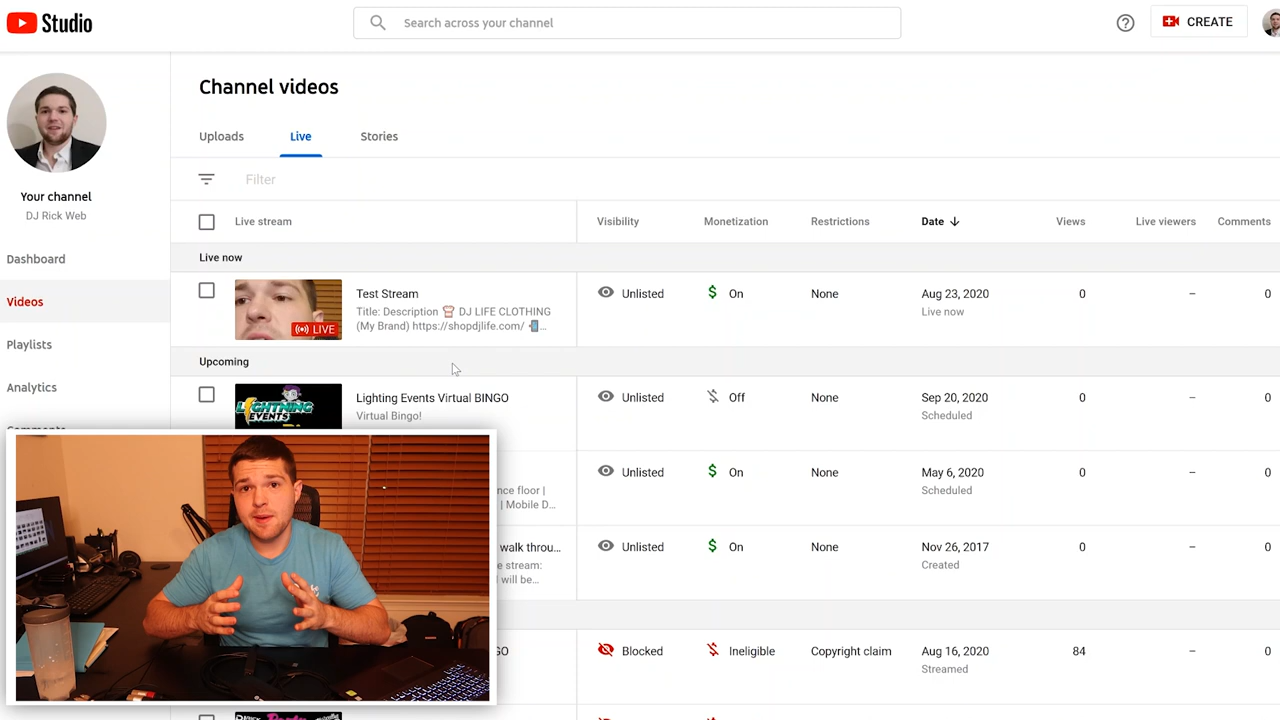 Studio
Search across your channel
CREATE
Channel videos
Uploads Live Stories
Filter
Your channel
DJ Rick Web
Dashboard
Videos
Playlists
Analytics
Live stream Visibility Monetization Restrictions Date Views Live viewers Comments
Live now
Test Stream Unlisted On None Aug 23, 2020 0 – 0
Title: Description DJ LIFE CLOTHING Live now
(My Brand) https://shopdjlife.com/ ...
LIVE
Upcoming
Lighting Events Virtual BINGO Unlisted Off None Sep 20, 2020 0 – 0
Virtual Bingo! Scheduled
LIGHTNING
EVENTS
Unlisted On None May 6, 2020 0 – 0
nce floor | Scheduled
| Mobile D...
walk throu... Unlisted On None Nov 26, 2017 0 – 0
e stream: Created
will be...
GO Blocked Ineligible Copyright claim Aug 16, 2020 84 – 0
Streamed